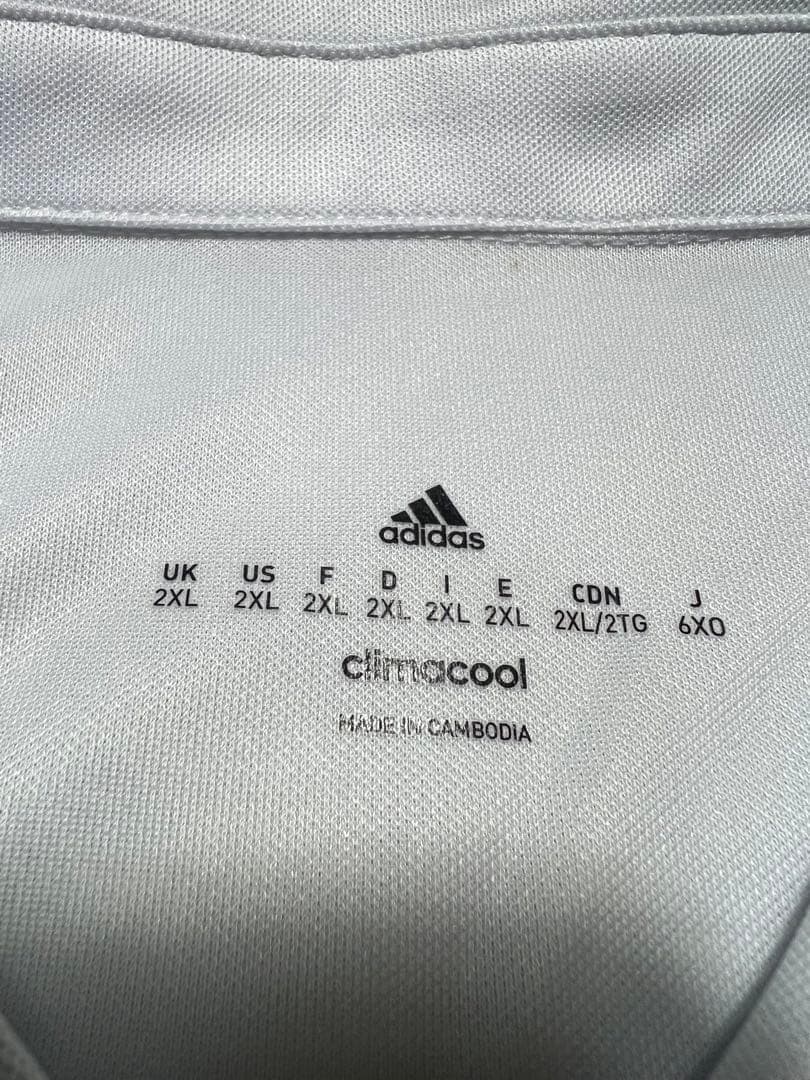 adidas
UK US F D I E CDN J
2XL 2XL 2XL 2XL 2XL 2XL 2XL/2TG 6XO
climacool
MADE IN CAMBODIA